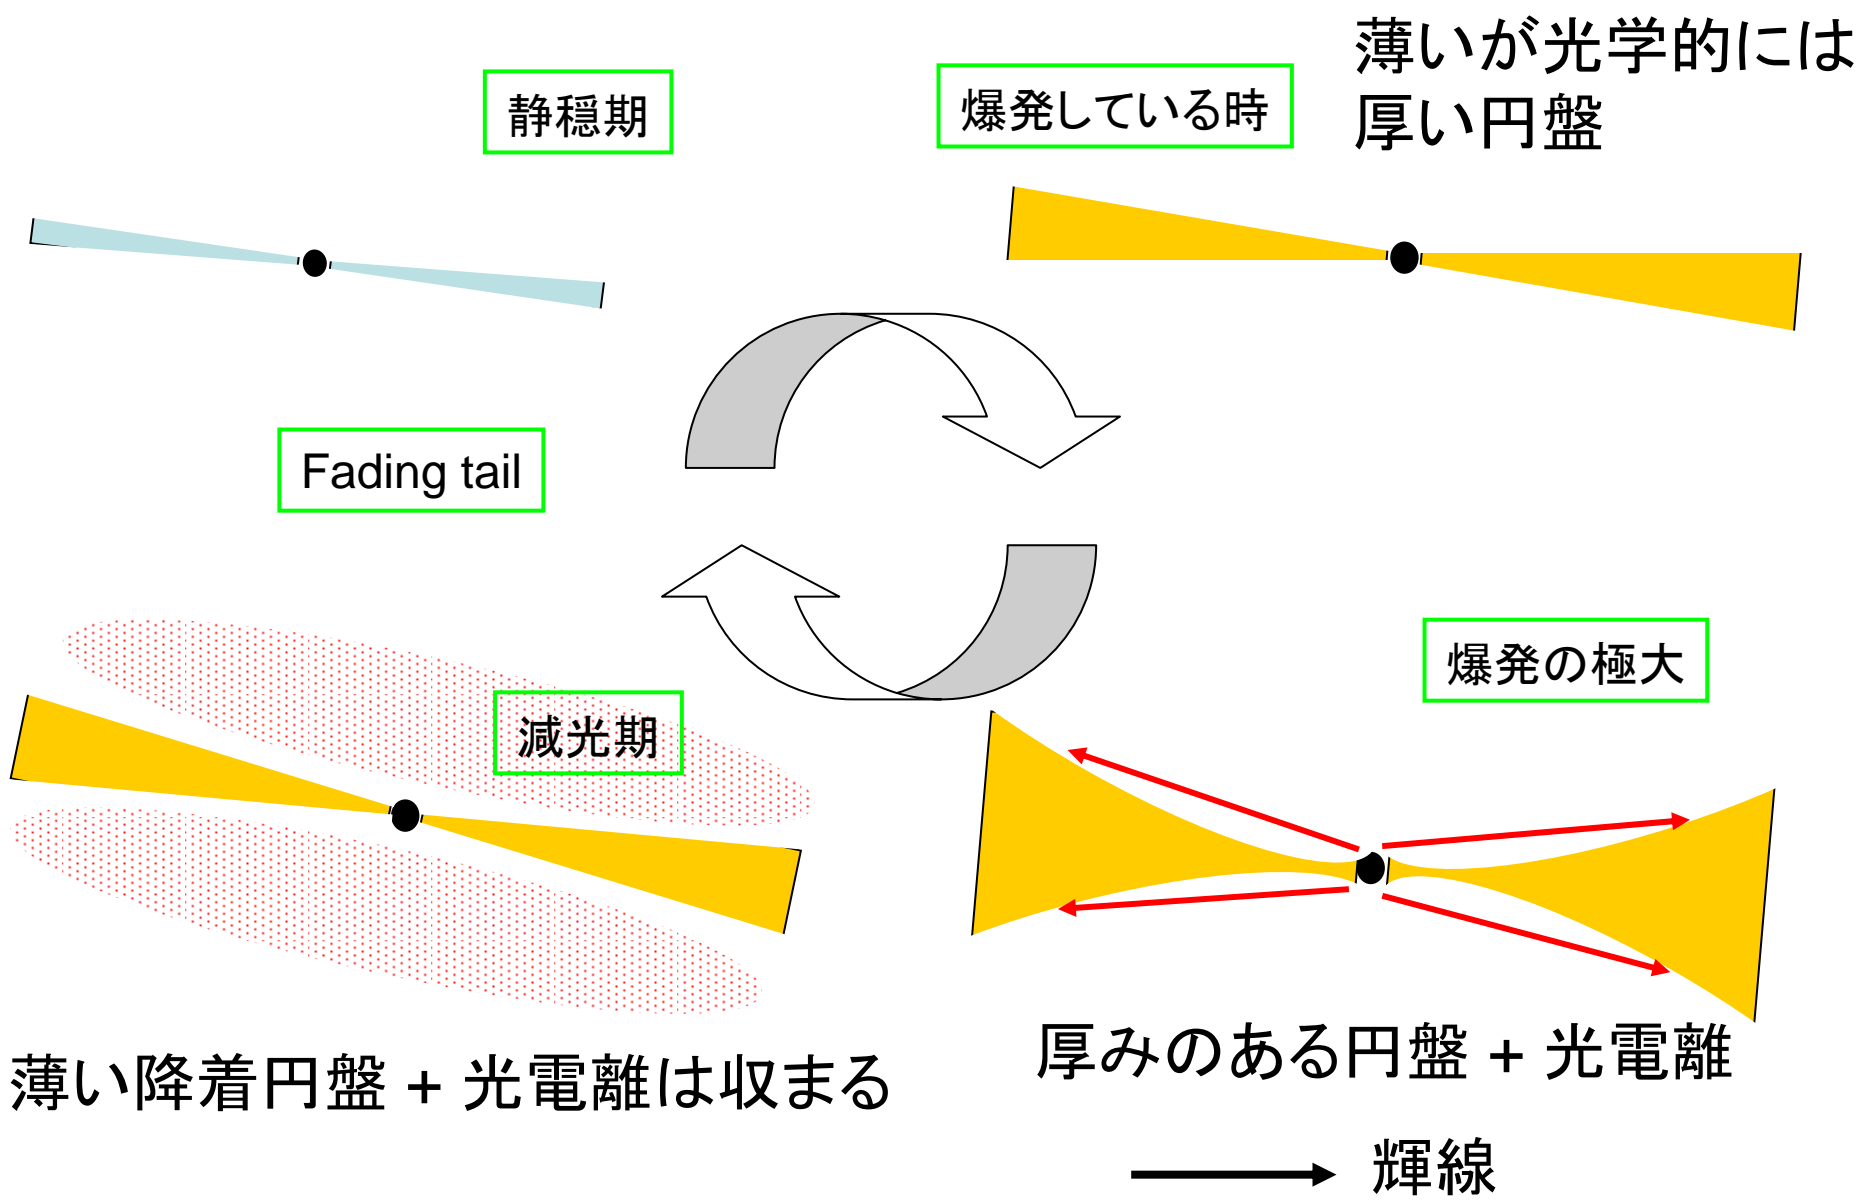 静穏期
爆発している時
薄いが光学的には
厚い円盤
Fading tail
爆発の極大
減光期
薄い降着円盤 + 光電離は収まる
厚みのある円盤 + 光電離
輝線